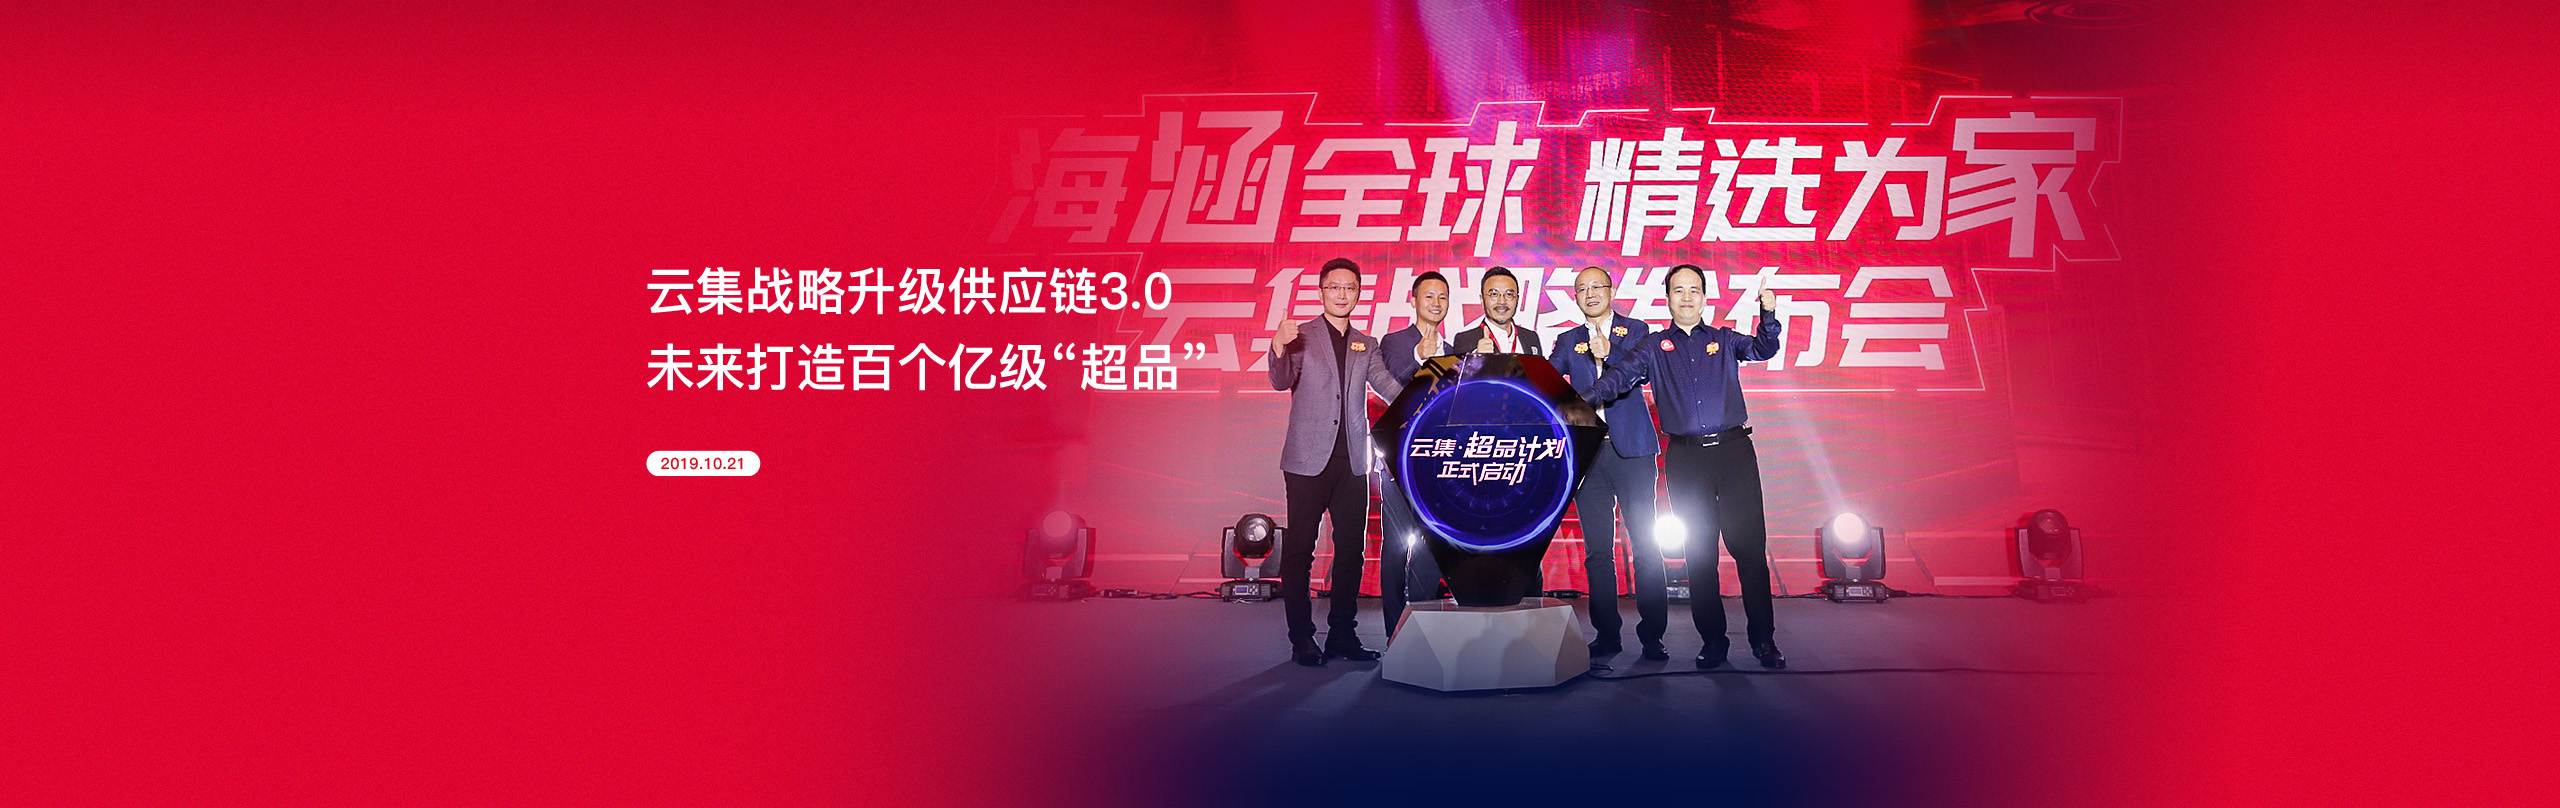 海涵全球 精选为家
云集战略发布会
云集战略升级供应链3.0
未来打造百个亿级“超品”
2019.10.21
云集·超品计划
正式启动